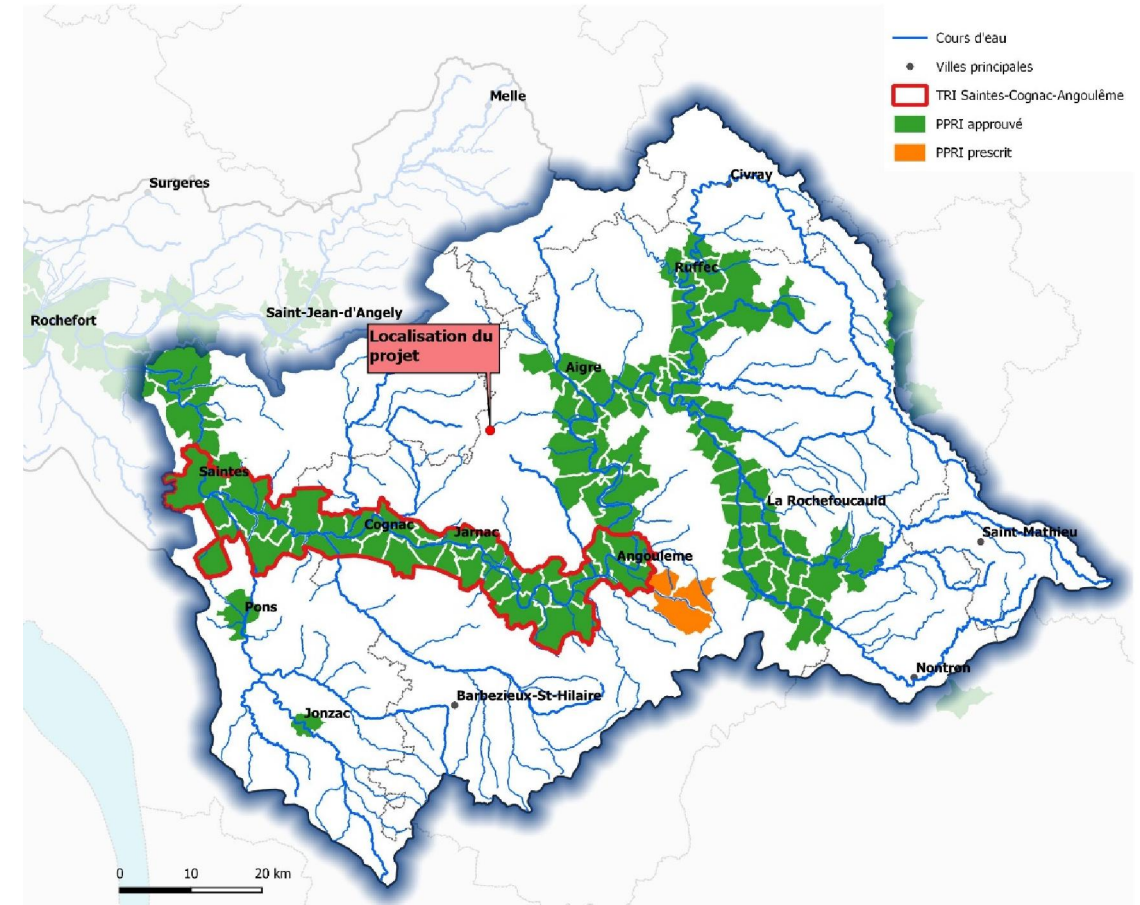 Cours d'eau
Villes principales
TRI Saintes-Cognac-Angoulême
PPRI approuvé
PPRI prescrit
Melle
Surgeres
Civray
Ruffec
Rochefort
Saint-Jean-d'Angely
Localisation du
projet
Aigre
Saintes
La Rochefoucauld
Cognac
Jarnac
Saint-Mathieu
Angouleme
Pons
Nontron
Barbezieux-St-Hilaire
Jonzac
0 10 20 km